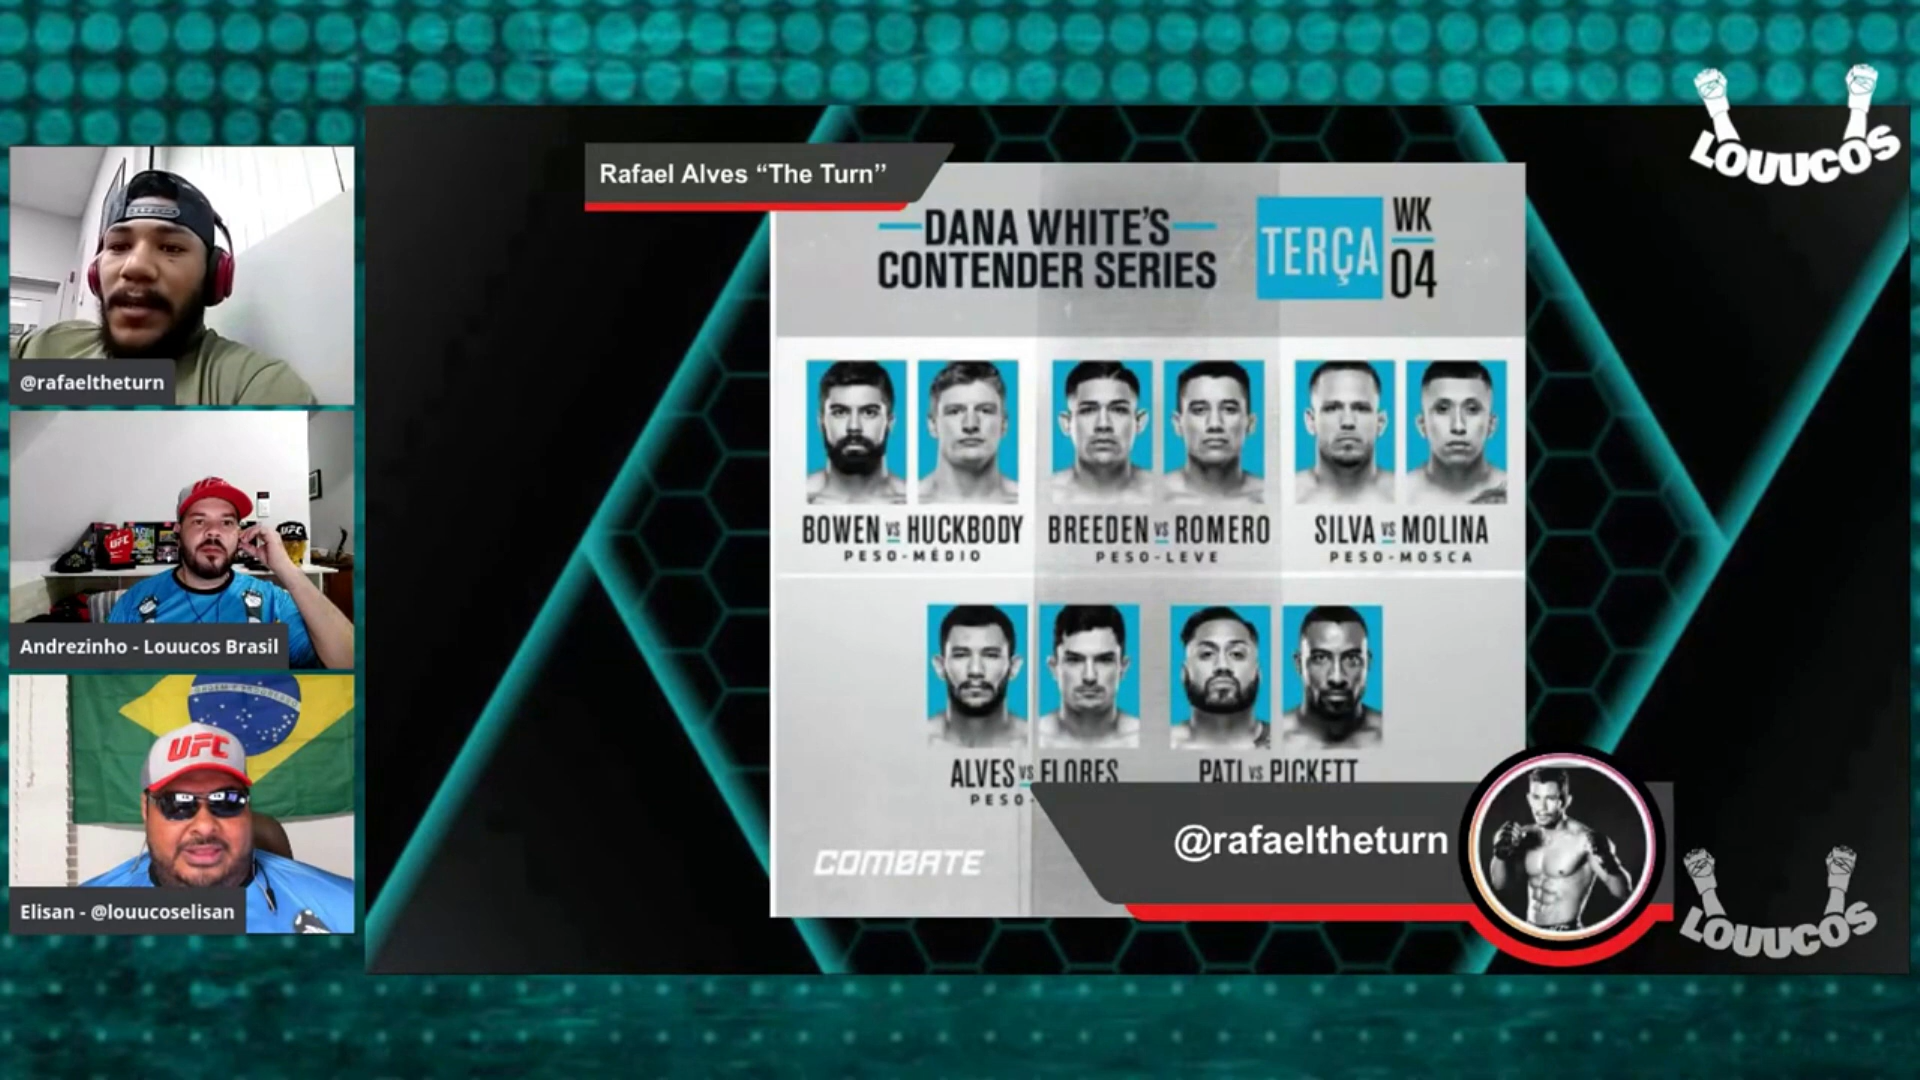 LOUUCOS
Rafael Alves “The Turn”
DANA WHITE'S
CONTENDER SERIES
TERÇA
WK
04
@rafaeltheturn
BOWEN VS HUCKBODY
PESO-MÉDIO
BREEDEN VS ROMERO
PESO-LEVE
SILVA VS MOLINA
PESO-MOSCA
UFC
UFC
Andrezinho - Louucos Brasil
ALVES VS FLORES
PESO-
PATI VS PICKETT
UFC
@rafaeltheturn
COMBATE
Elisan - @louucoselisan
LOUUCOS